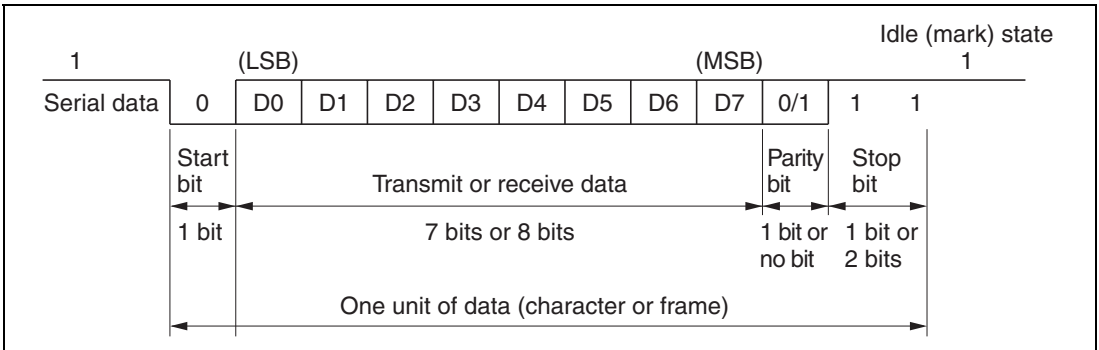 Idle (mark) state
1 (LSB) (MSB) 1
Serial data 0 D0 D1 D2 D3 D4 D5 D6 D7 0/1 1 1
Start bit
Transmit or receive data
Parity bit
Stop bit
1 bit
7 bits or 8 bits
1 bit or no bit
1 bit or 2 bits
One unit of data (character or frame)